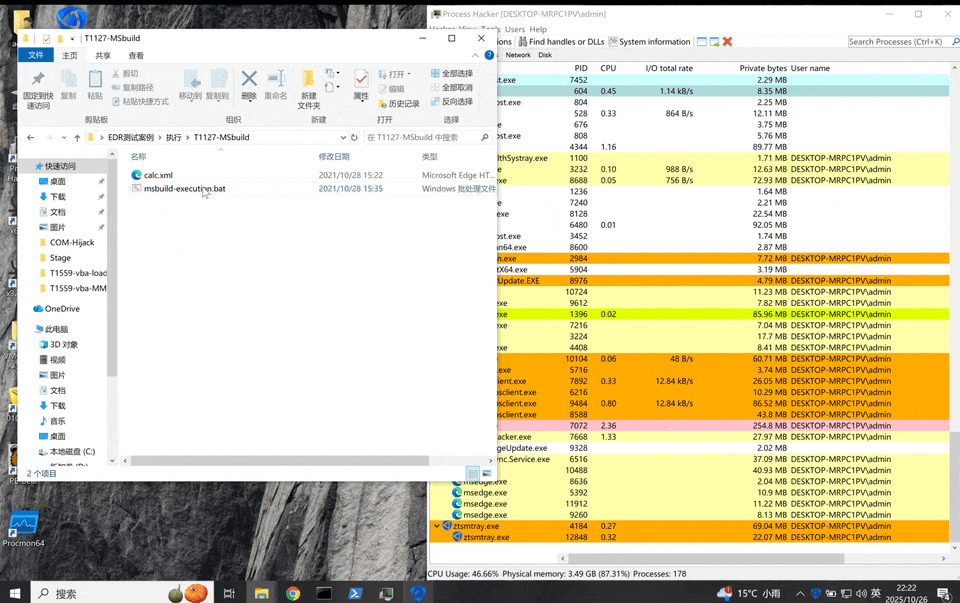 T1127-MSbuild
文件 主页 共享 查看
固定到快速访问
复制
粘贴
剪切
复制路径
粘贴快捷方式
移动到 复制到
删除 重命名
新建文件夹
属性
打开
编辑
历史记录
全部选择
全部取消
反向选择
剪贴板 组织 新建 打开 选择
EDR测试案例 > 执行 > T1127-MSbuild
在 T1127-MSbuild 中搜索
名称 修改日期 类型
calc.xml 2021/10/28 15:22 Microsoft Edge HT...
msbuild-execution.bat 2021/10/28 15:35 Windows 批处理文件
快速访问
桌面
下载
文档
图片
COM-Hijack
Stage
T1559-vba-load
T1559-vba-MM
OneDrive
此电脑
3D 对象
视频
图片
文档
下载
音乐
桌面
本地磁盘 (C:)
2 个项目
Procmon64
Process Hacker [DESKTOP-MRPC1PV\admin]
Users Help
Find handles or DLLs System information
Search Processes (Ctrl+K)
Network Disk
PID CPU I/O total rate Private bytes User name
7452 2.29 MB
604 0.45 1.14 kB/s 8.35 MB
804 2.25 MB
528 0.33 864 B/s 12.11 MB
676 3.75 MB
808 5.76 MB
4344 1.16 89.77 MB
lthSystray.exe 1100 1.71 MB DESKTOP-MRPC1PV\admin
3232 0.10 988 B/s 12.63 MB DESKTOP-MRPC1PV\admin
8688 0.05 756 B/s 72.93 MB DESKTOP-MRPC1PV\admin
1236 1.64 MB
7240 2.21 MB
8128 22.54 MB
6480 0.01 92.05 MB
3452 1.74 MB
8600 2.87 MB
2984 7.72 MB DESKTOP-MRPC1PV\admin
tX64.exe 5904 3.19 MB
Update.EXE 8976 4.79 MB DESKTOP-MRPC1PV\admin
10724 11.23 MB DESKTOP-MRPC1PV\admin
9612 7.82 MB DESKTOP-MRPC1PV\admin
1396 0.02 85.96 MB DESKTOP-MRPC1PV\admin
7216 7.04 MB DESKTOP-MRPC1PV\admin
3224 17.7 MB DESKTOP-MRPC1PV\admin
4408 8.41 MB DESKTOP-MRPC1PV\admin
10104 0.06 48 B/s 60.71 MB DESKTOP-MRPC1PV\admin
5716 3.74 MB DESKTOP-MRPC1PV\admin
7892 0.33 12.84 kB/s 26.05 MB DESKTOP-MRPC1PV\admin
6216 10.29 MB DESKTOP-MRPC1PV\admin
9484 0.80 12.84 kB/s 86.52 MB DESKTOP-MRPC1PV\admin
8588 43.8 MB DESKTOP-MRPC1PV\admin
7072 2.36 254.8 MB DESKTOP-MRPC1PV\admin
acker.exe 7668 1.33 27.97 MB DESKTOP-MRPC1PV\admin
geUpdate.exe 9328 2.02 MB
nc.Service.exe 6516 37.09 MB DESKTOP-MRPC1PV\admin
10488 40.93 MB DESKTOP-MRPC1PV\admin
msedge.exe 8636 2.04 MB DESKTOP-MRPC1PV\admin
msedge.exe 5392 10.9 MB DESKTOP-MRPC1PV\admin
msedge.exe 11912 11.22 MB DESKTOP-MRPC1PV\admin
msedge.exe 9260 8.13 MB DESKTOP-MRPC1PV\admin
ztsmtray.exe 4184 0.27 69.04 MB DESKTOP-MRPC1PV\admin
ztsmtray.exe 12848 0.32 22.07 MB DESKTOP-MRPC1PV\admin
CPU Usage: 46.66% Physical memory: 3.49 GB (87.31%) Processes: 178
搜索
15°C 小雨
英
22:22
2025/10/26